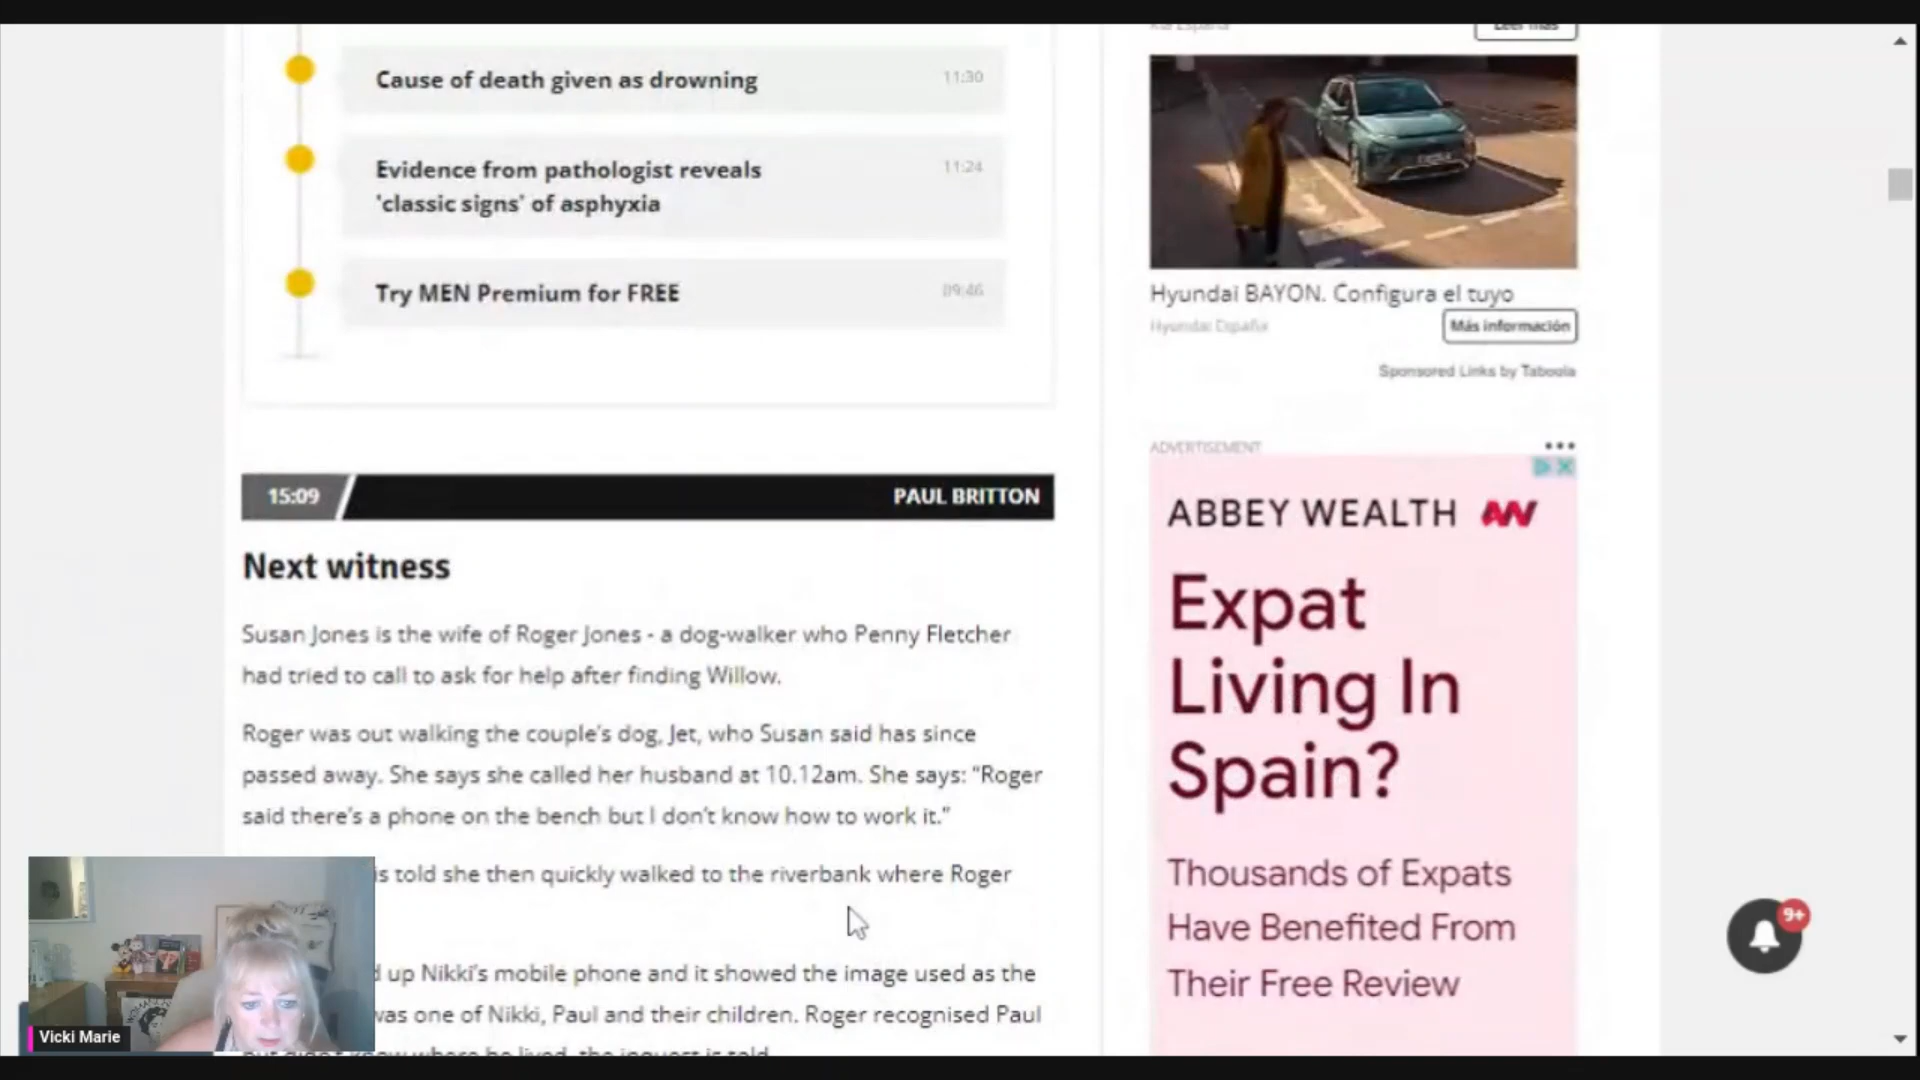 Cause of death given as drowning
11:30
Evidence from pathologist reveals
11:24
'classic signs' of asphyxia
Try MEN Premium for FREE
09:46
15:09
PAUL BRITTON
Next witness
Susan Jones is the wife of Roger Jones - a dog-walker who Penny Fletcher
had tried to call to ask for help after finding Willow.
Roger was out walking the couple's dog, Jet, who Susan said has since
passed away. She says she called her husband at 10.12am. She says: “Roger
said there's a phone on the bench but I don't know how to work it.”
is told she then quickly walked to the riverbank where Roger
up Nikki's mobile phone and it showed the image used as the
was one of Nikki, Paul and their children. Roger recognised Paul
Vicki Marie
Hyundai BAYON. Configura el tuyo
Hyundai España
Más información
Sponsored Links by Taboola
ADVERTISEMENT
ABBEY WEALTH
Expat
Living In
Spain?
Thousands of Expats
Have Benefited From
Their Free Review
9+